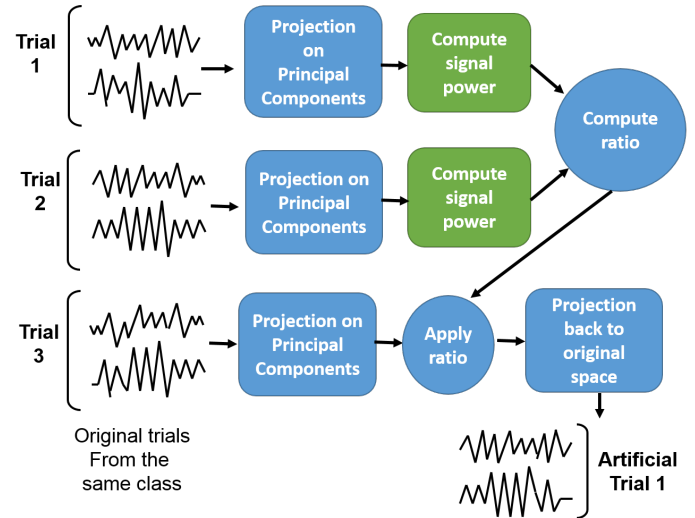 Trial
1
Projection
on
Principal
Components
Compute
signal
power
Compute
ratio
Trial
2
Projection on
Principal
Components
Compute
signal
power
Trial
3
Projection on
Principal
Components
Apply
ratio
Projection
back to
original
space
Original trials
From the
same class
Artificial
Trial 1